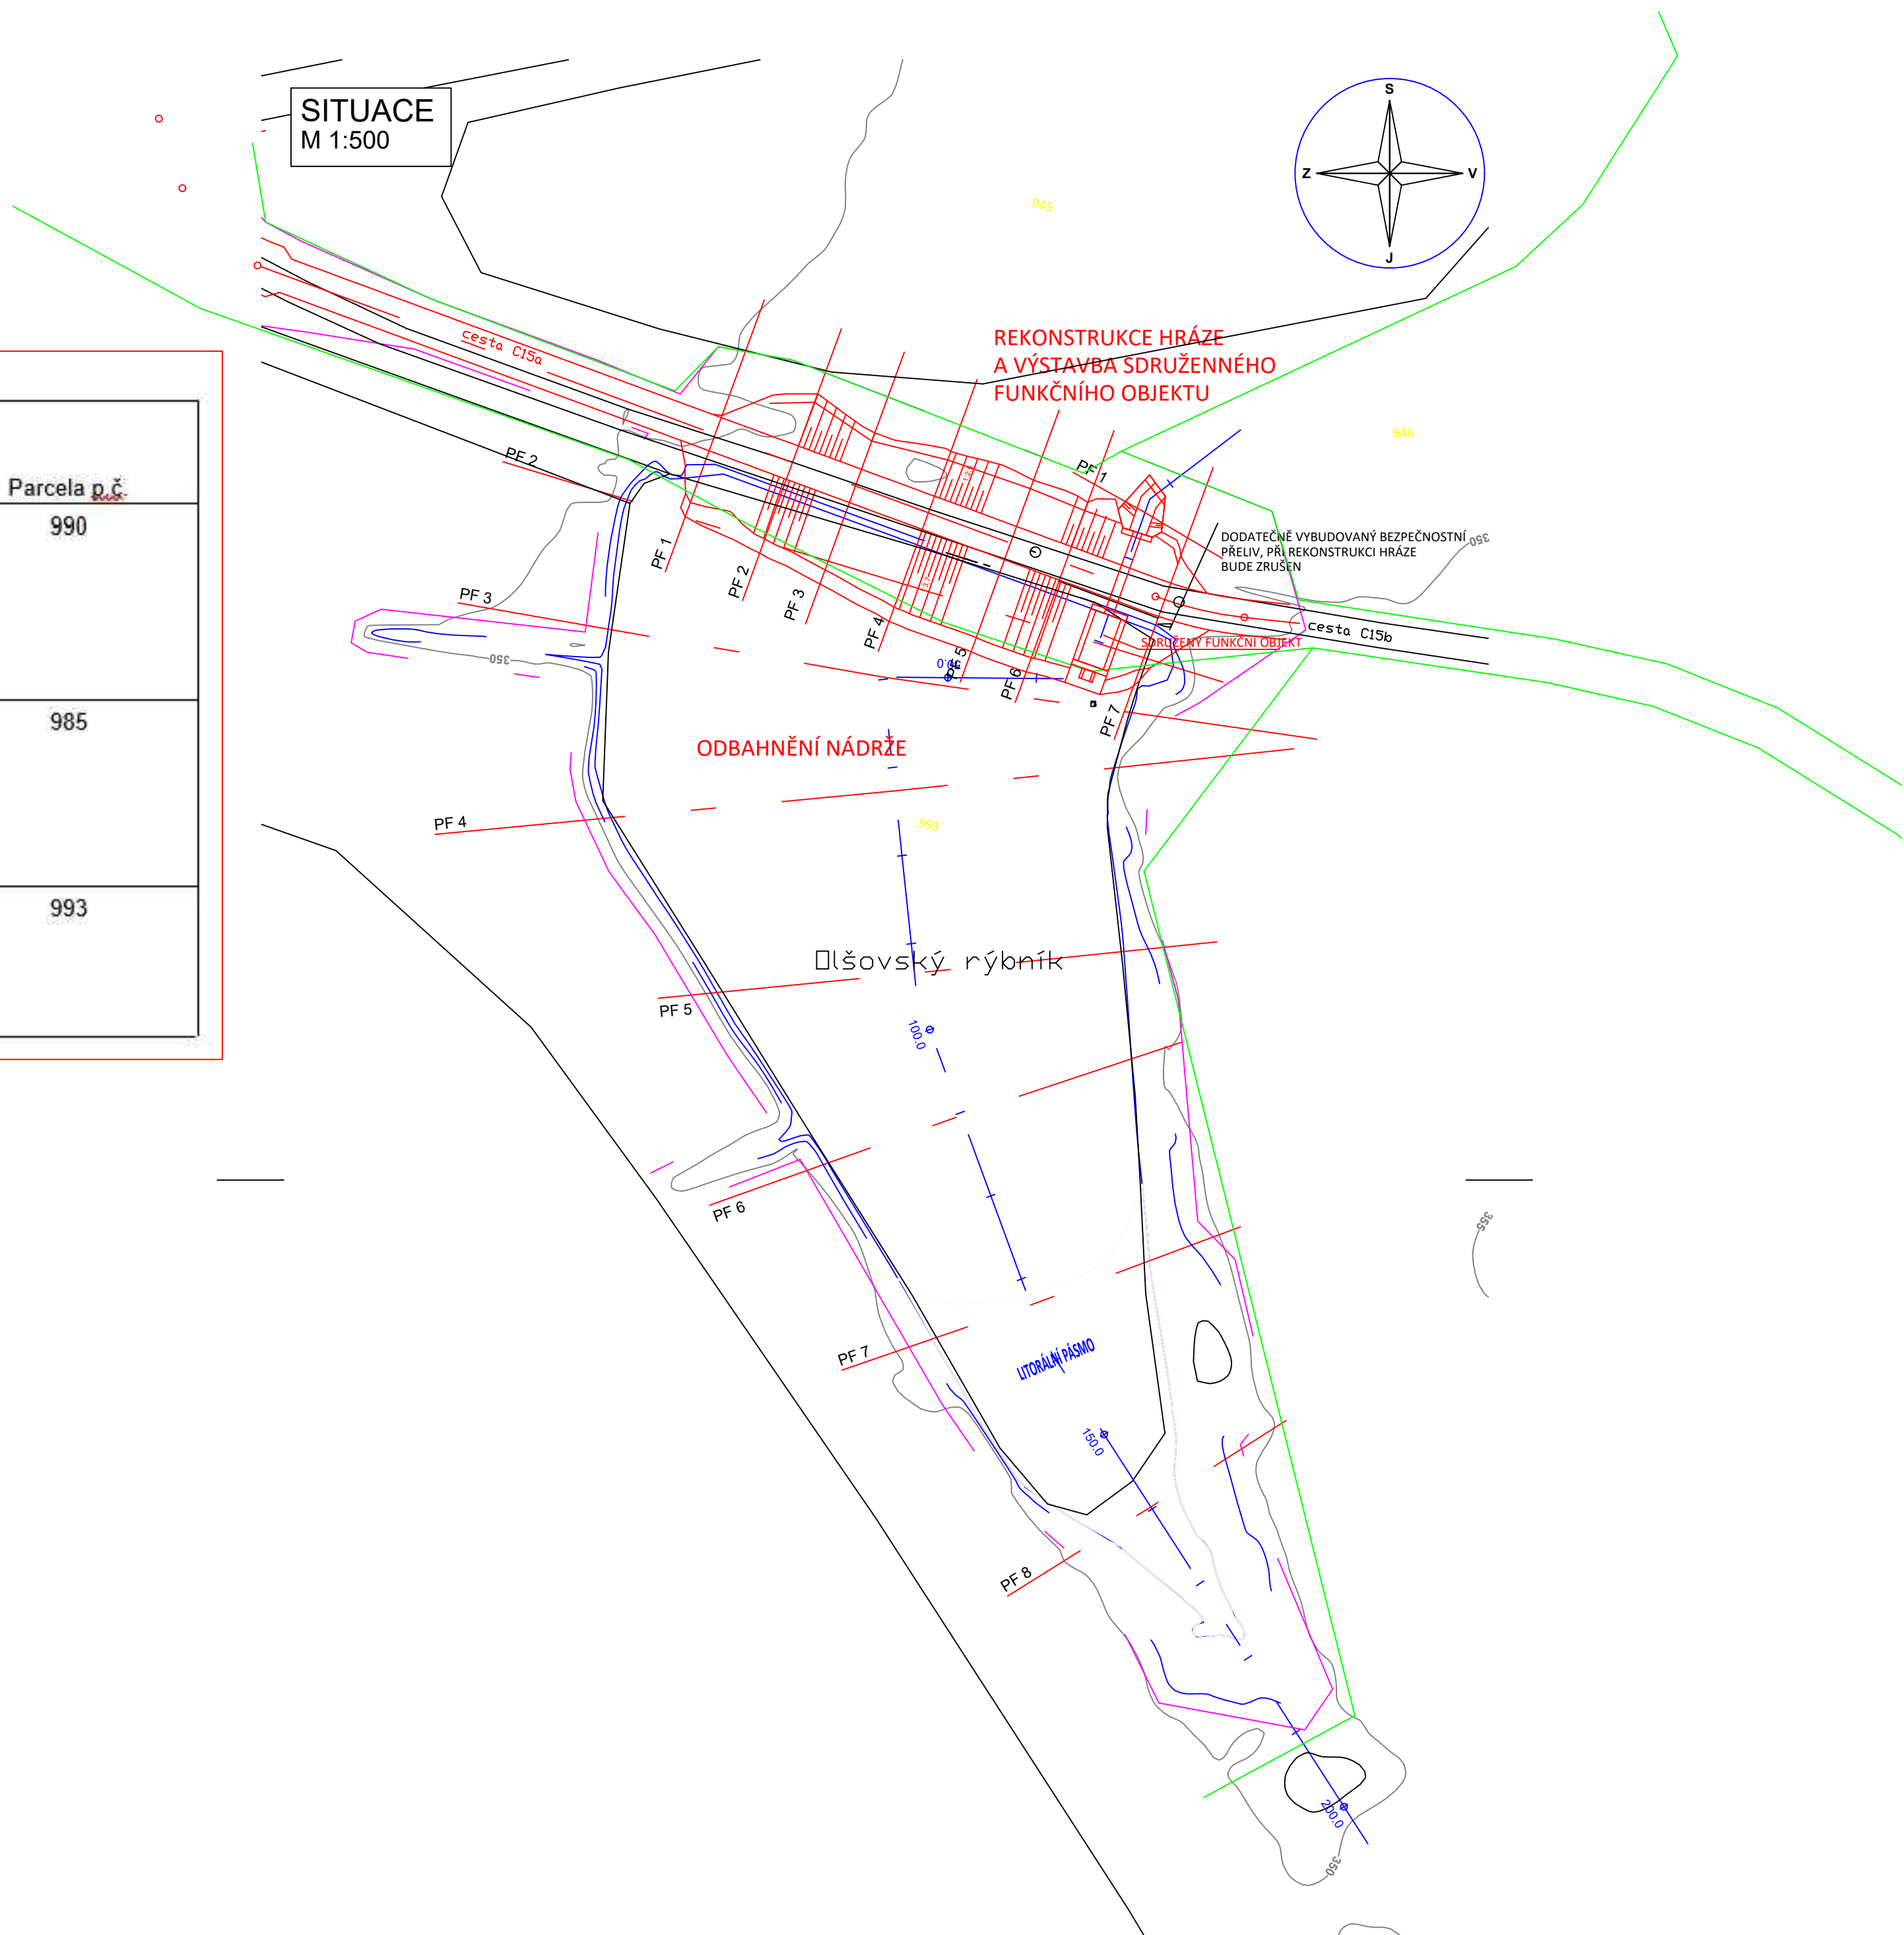 SITUACE
M 1:500
S
Z
V
J
945
946
REKONSTRUKCE HRÁZE
A VÝSTAVBA SDRUŽENNÉHO
FUNKČNÍHO OBJEKTU
cesta C15a
PF 2
PF 1
Parcela p.č.
990
985
993
DODATEČNĚ VYBUDOVANÝ BEZPEČNOSTNÍ
PŘELIV, PŘI REKONSTRUKCI HRÁZE
BUDE ZRUŠEN
350
PF 1
PF 2
PF 3
PF 4
PF 5
PF 6
PF 7
PF 3
cesta C15b
SDRUŽENÝ FUNKČNÍ OBJEKT
350
50.0
ODBAHNĚNÍ NÁDRŽE
PF 4
993
lšovský rýbník
PF 5
100.0
PF 6
355
PF 7
LITORÁLNÍ PÁSMO
150.0
PF 8
200.0
350